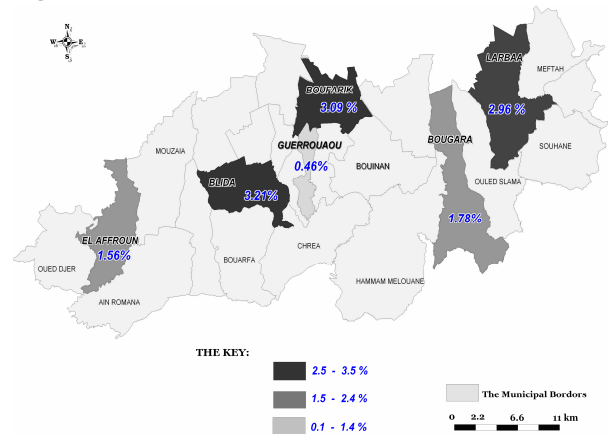 N
W E
S
LARBAA
MEFTAH
BOUFARIK
3.09 %
2.96 %
GUERROUAOU
BOUGARA
SOUHANE
MOUZAIA
0.46%
BOUINAN
BLIDA
3.21%
OULED SLAMA
1.78%
EL AFFROUN
1.56%
CHREA
OUED DJER
BOUARFA
HAMMAM MELOUANE
AIN ROMANA
THE KEY:
2.5 - 3.5 %
1.5 - 2.4 %
0.1 - 1.4 %
The Municipal Bordors
0 2.2 6.6 11 km